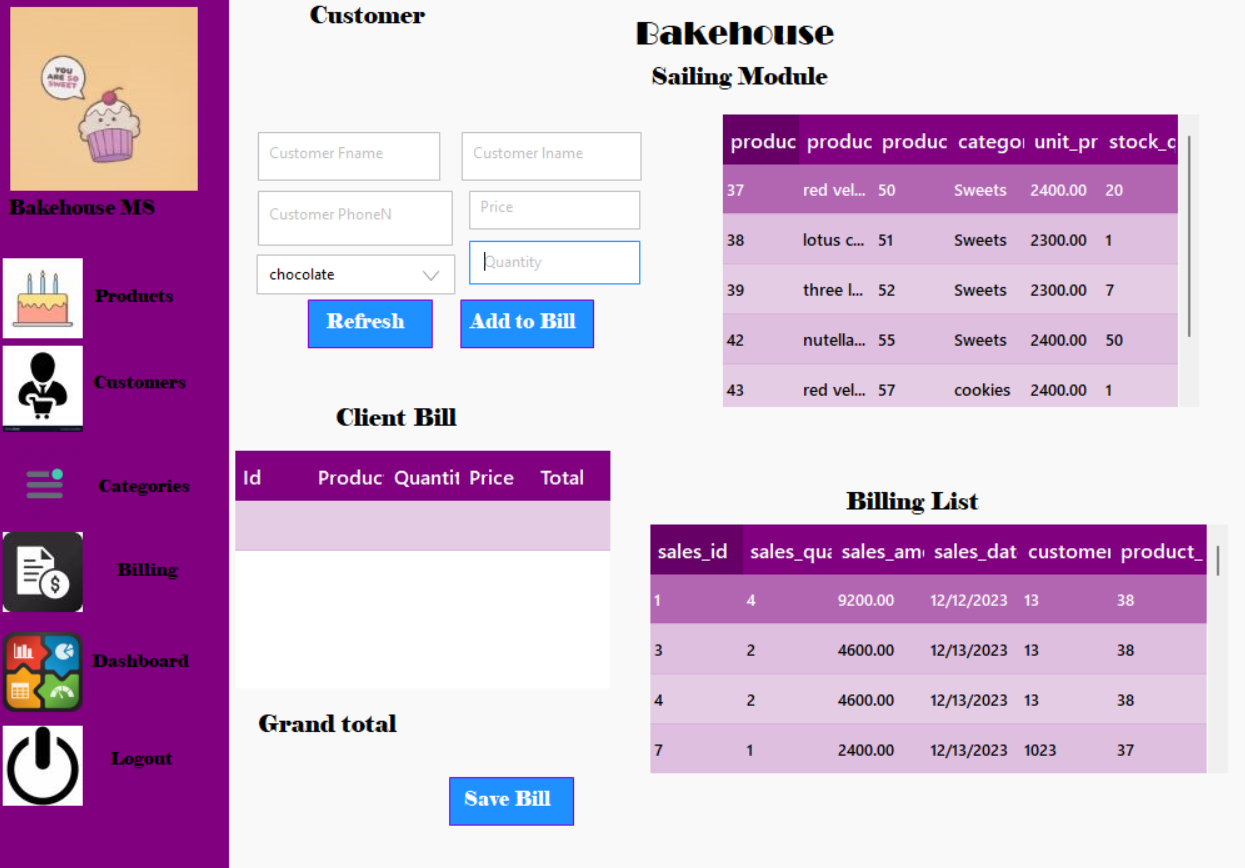 YOU
ARE SO
SWEET
Bakehouse MS
Products
Customers
Categories
Billing
Dashboard
Logout
Customer
Bakehouse
Sailing Module
Customer Fname
Customer lname
Customer PhoneN
Price
Quantity
chocolate
Refresh
Add to Bill
produc produc produc categor unit_pr stock_q
37 red vel... 50 Sweets 2400.00 20
38 lotus c... 51 Sweets 2300.00 1
39 three l... 52 Sweets 2300.00 7
42 nutella... 55 Sweets 2400.00 50
43 red vel... 57 cookies 2400.00 1
Client Bill
Id Produc Quantit Price Total
Grand total
Save Bill
Billing List
sales_id sales_qua sales_amo sales_dat customer product_
1 4 9200.00 12/12/2023 13 38
3 2 4600.00 12/13/2023 13 38
4 2 4600.00 12/13/2023 13 38
7 1 2400.00 12/13/2023 1023 37